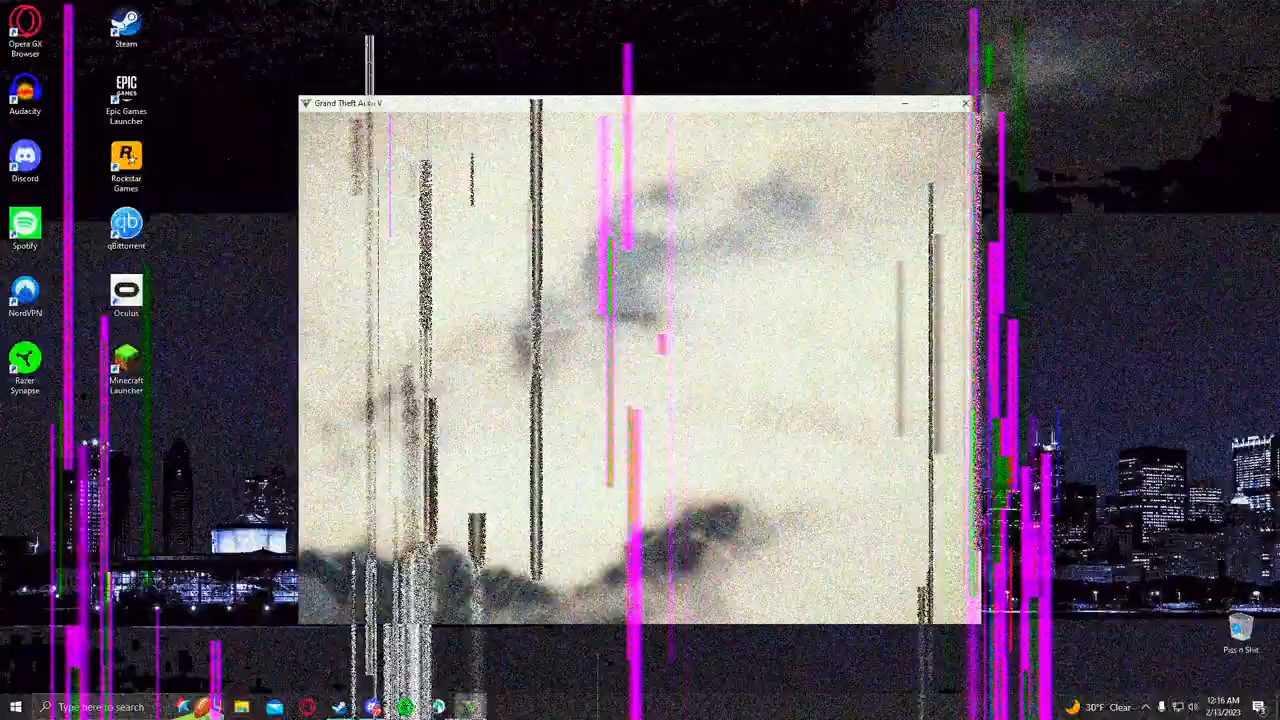 Opera GX
Browser
Steam
Audacity
EPIC
GAMES
Epic Games
Launcher
Discord
R
Rockstar
Games
Spotify
qb
qBittorrent
NordVPN
Oculus
Razer
Synapse
Minecraft
Launcher
Grand Theft Auto V
Piss n Shit
Type here to search
30°F Clear
12:16 AM
2/13/2023